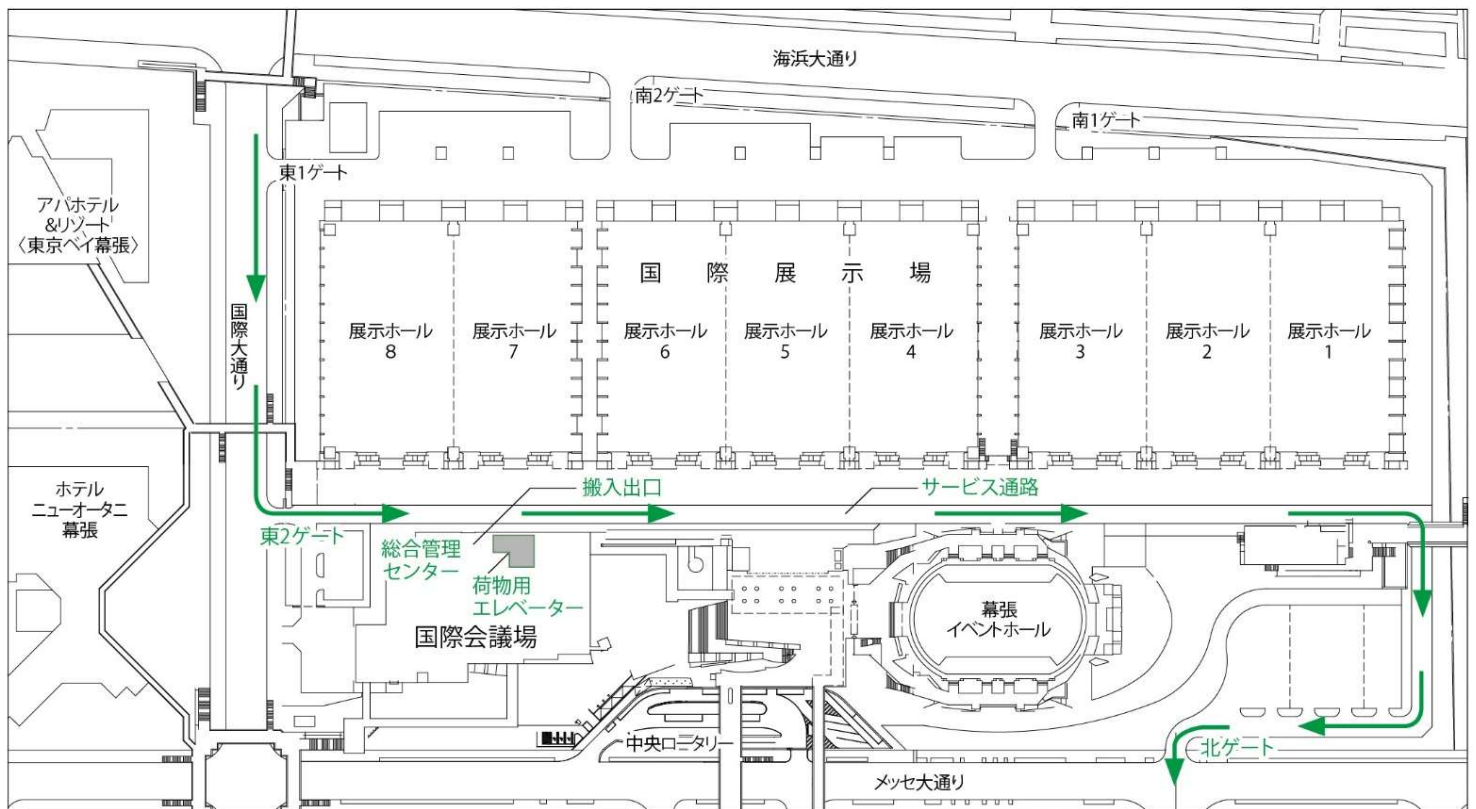 海浜大通り
南2ゲート
南1ゲート
東1ゲート
アパホテル
&リゾート
〈東京ベイ幕張〉
国際展示場
国際大通り
展示ホール
8
展示ホール
7
展示ホール
6
展示ホール
5
展示ホール
4
展示ホール
3
展示ホール
2
展示ホール
1
ホテル
ニューオータニ
幕張
搬入出口
サービス通路
東2ゲート
総合管理
センター
荷物用
エレベーター
国際会議場
幕張
イベントホール
中央ロータリー
北ゲート
メッセ大通り